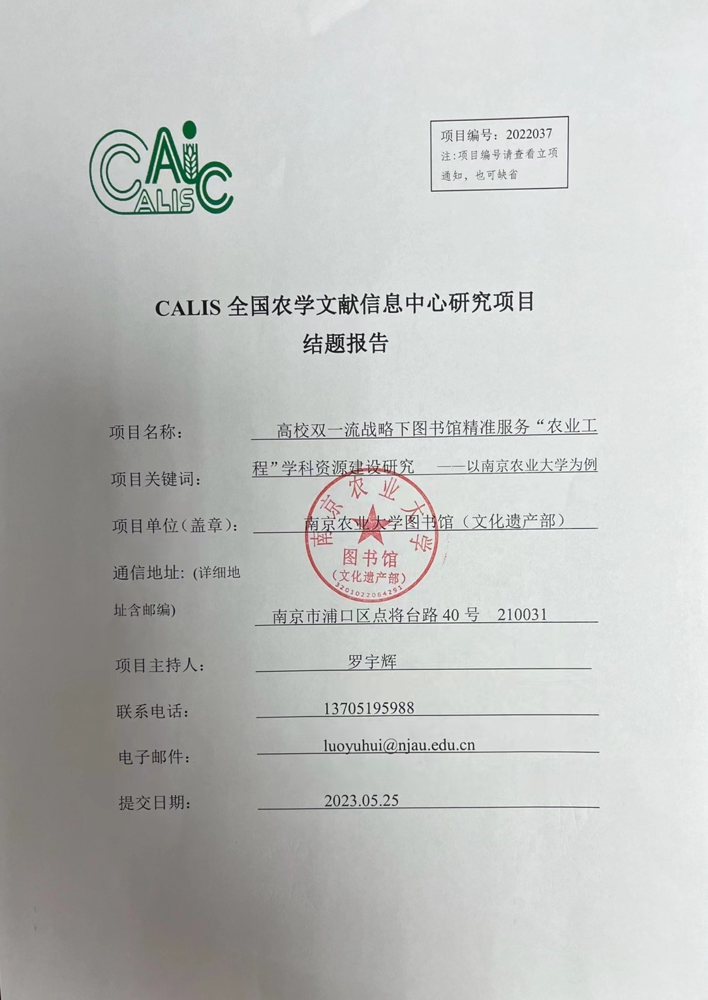 CAIC
CALIS
项目编号：2022037
注:项目编号请查看立项
通知，也可缺省
CALIS 全国农学文献信息中心研究项目
结题报告
项目名称： 高校双一流战略下图书馆精准服务“农业工
程”学科资源建设研究 ——以南京农业大学为例
项目关键词：
项目单位（盖章）： 南京农业大学图书馆（文化遗产部）
南京农业大学
图书馆
（文化遗产部）
3201022064291
通信地址: (详细地
址含邮编) 南京市浦口区点将台路 40 号 210031
项目主持人： 罗宇辉
联系电话： 13705195988
电子邮件： luoyuhui@njau.edu.cn
提交日期： 2023.05.25